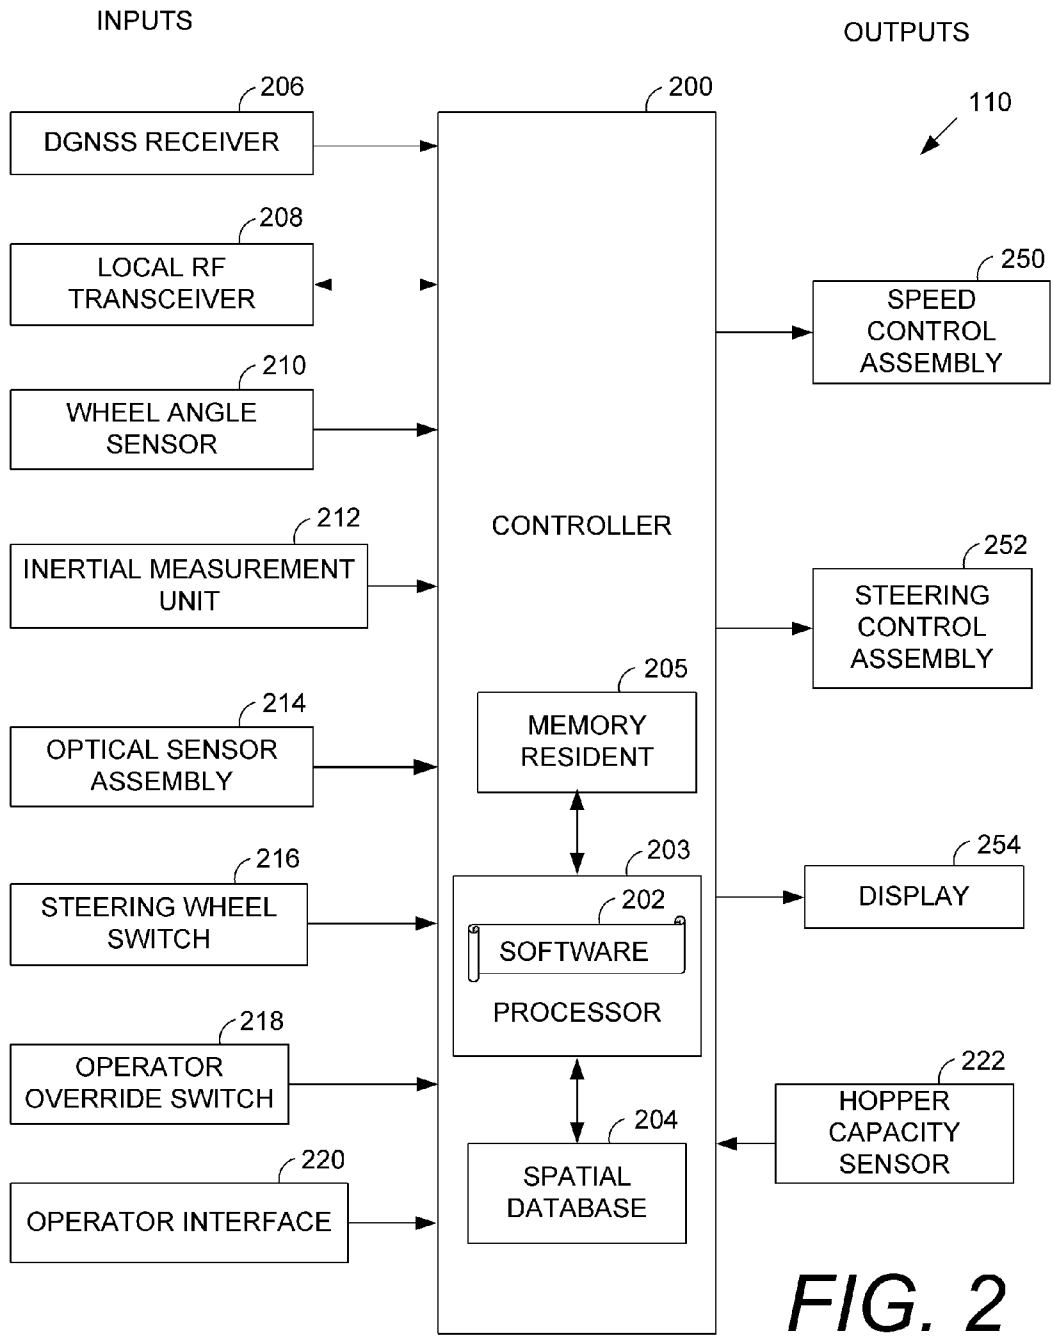 INPUTS
OUTPUTS
110
206
DGNSS RECEIVER
208
LOCAL RF
TRANSCEIVER
210
WHEEL ANGLE
SENSOR
212
INERTIAL MEASUREMENT
UNIT
214
OPTICAL SENSOR
ASSEMBLY
216
STEERING WHEEL
SWITCH
218
OPERATOR
OVERRIDE SWITCH
220
OPERATOR INTERFACE
200
CONTROLLER
205
MEMORY
RESIDENT
203
202
SOFTWARE
PROCESSOR
204
SPATIAL
DATABASE
250
SPEED
CONTROL
ASSEMBLY
252
STEERING
CONTROL
ASSEMBLY
254
DISPLAY
222
HOPPER
CAPACITY
SENSOR
FIG. 2